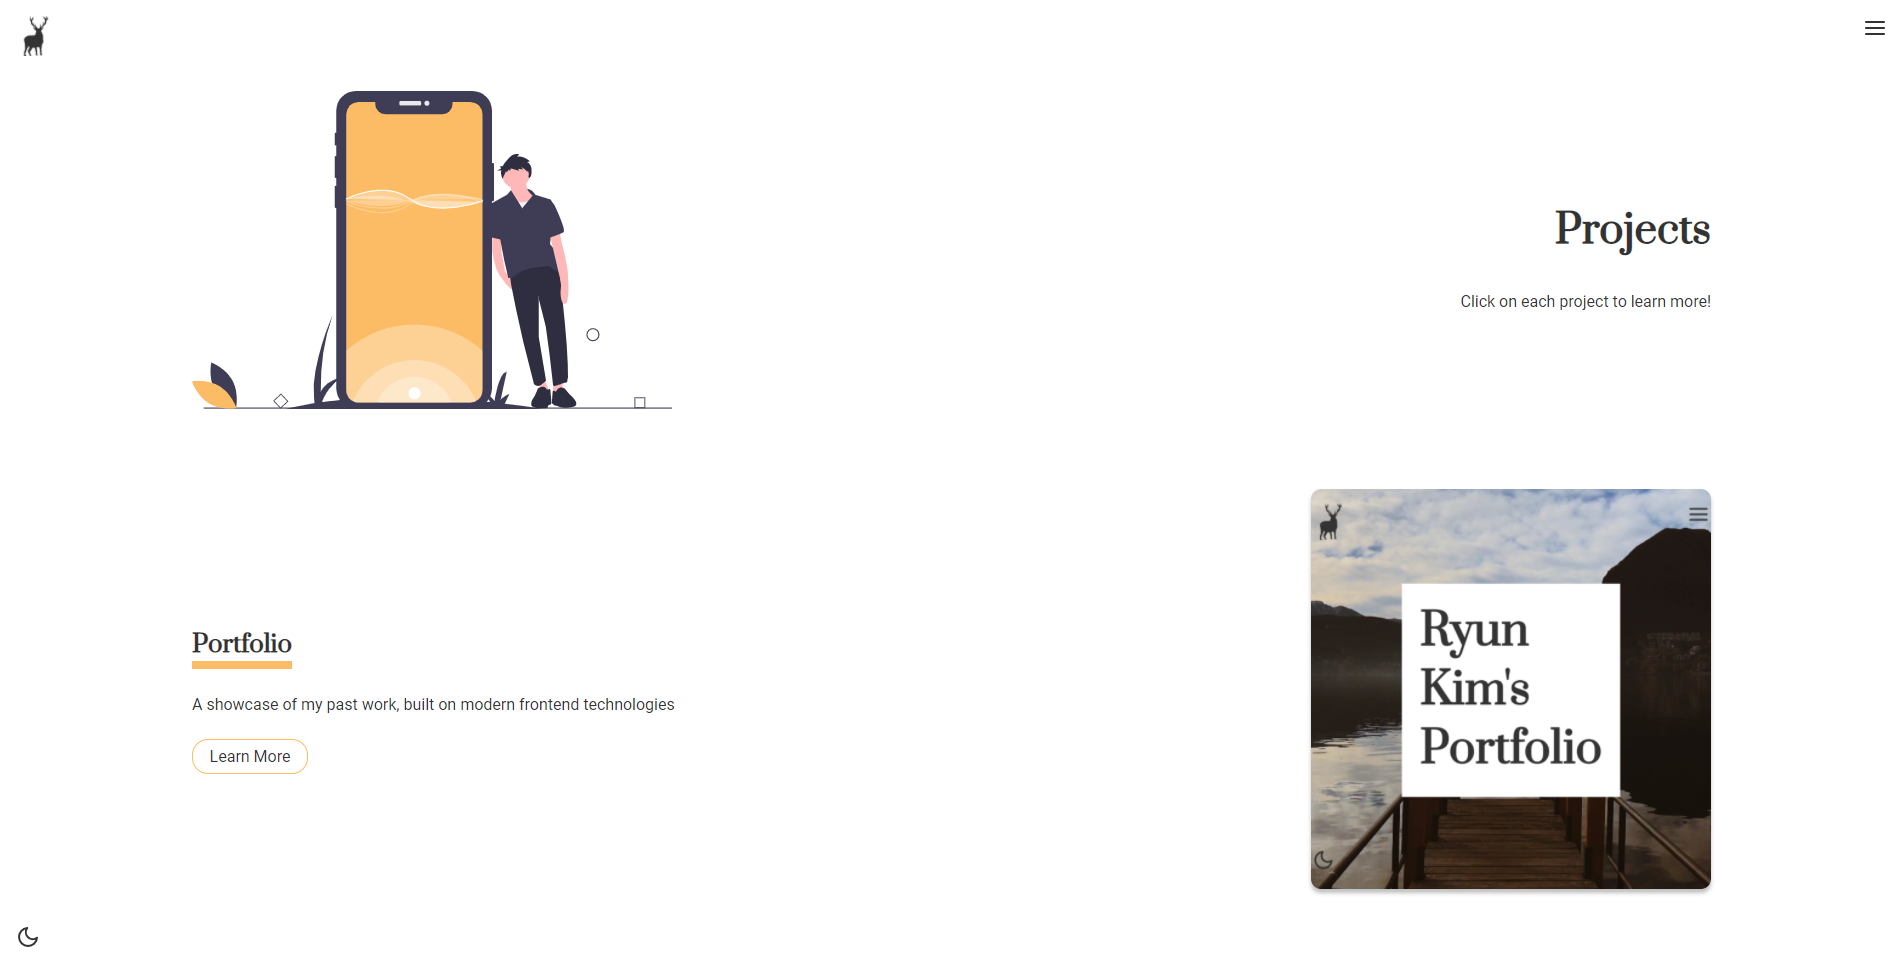 Projects
Click on each project to learn more!
Portfolio
A showcase of my past work, built on modern frontend technologies
Learn More
Ryun
Kim's
Portfolio